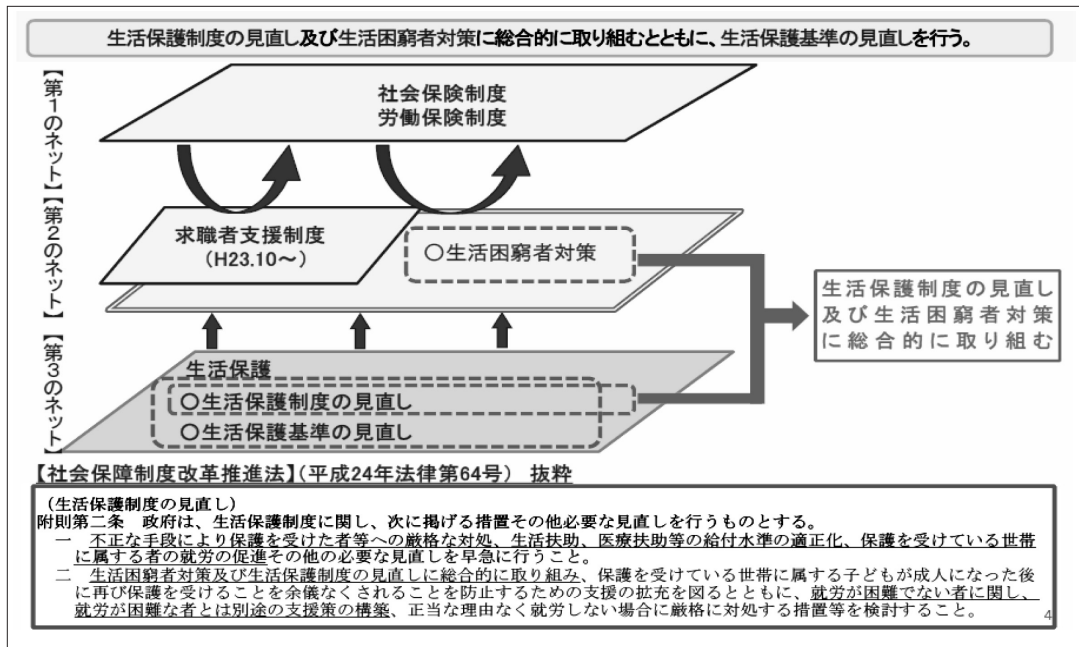 生活保護制度の見直し及び生活困窮者対策に総合的に取り組むとともに、生活保護基準の見直しを行う。
【第1のネット】
社会保険制度
労働保険制度
【第2のネット】
求職者支援制度
（H23.10～）
○生活困窮者対策
生活保護制度の見直し
及び生活困窮者対策
に総合的に取り組む
【第3のネット】
生活保護
○生活保護制度の見直し
○生活保護基準の見直し
【社会保障制度改革推進法】（平成24年法律第64号） 抜粋
（生活保護制度の見直し）
附則第二条　政府は、生活保護制度に関し、次に掲げる措置その他必要な見直しを行うものとする。
一　不正な手段により保護を受けた者等への厳格な対処、生活扶助、医療扶助等の給付水準の適正化、保護を受けている世帯
に属する者の就労の促進その他の必要な見直しを早急に行うこと。
二　生活困窮者対策及び生活保護制度の見直しに総合的に取り組み、保護を受けている世帯に属する子どもが成人になった後
に再び保護を受けることを余儀なくされることを防止するための支援の拡充を図るとともに、就労が困難でない者に関し、
就労が困難な者とは別途の支援策の構築、正当な理由なく就労しない場合に厳格に対処する措置等を検討すること。
4